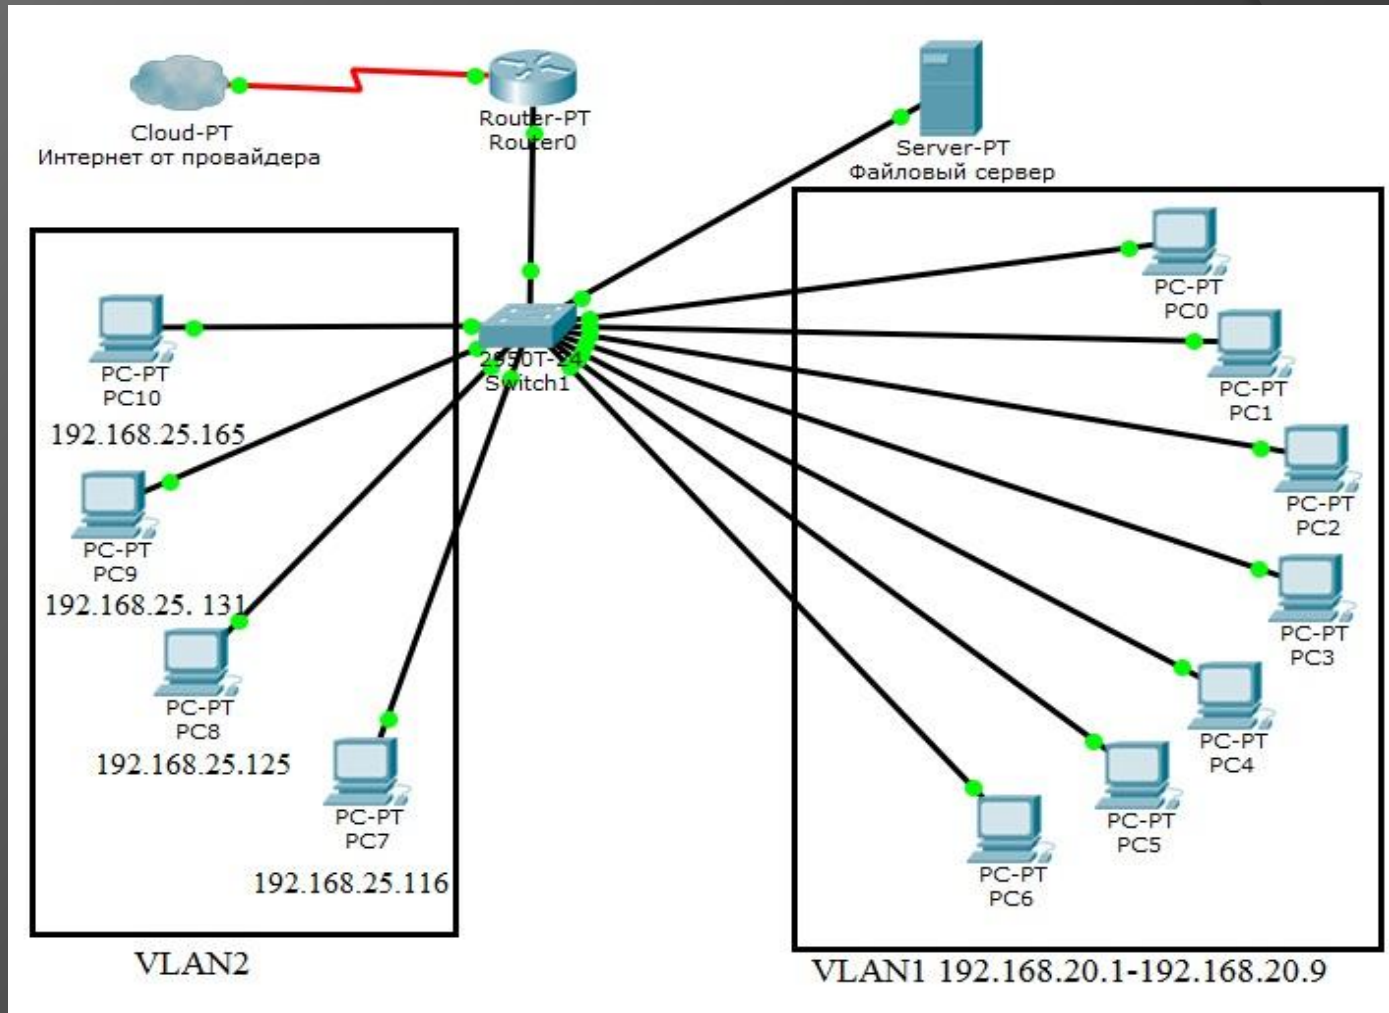 Cloud-PT
Интернет от провайдера
Router-PT
Router0
Server-PT
Файловый сервер
2950T-24
Switch1
PC-PT
PC10
192.168.25.165
PC-PT
PC9
192.168.25. 131
PC-PT
PC8
192.168.25.125
PC-PT
PC7
192.168.25.116
VLAN2
PC-PT
PC0
PC-PT
PC1
PC-PT
PC2
PC-PT
PC3
PC-PT
PC4
PC-PT
PC5
PC-PT
PC6
VLAN1 192.168.20.1-192.168.20.9